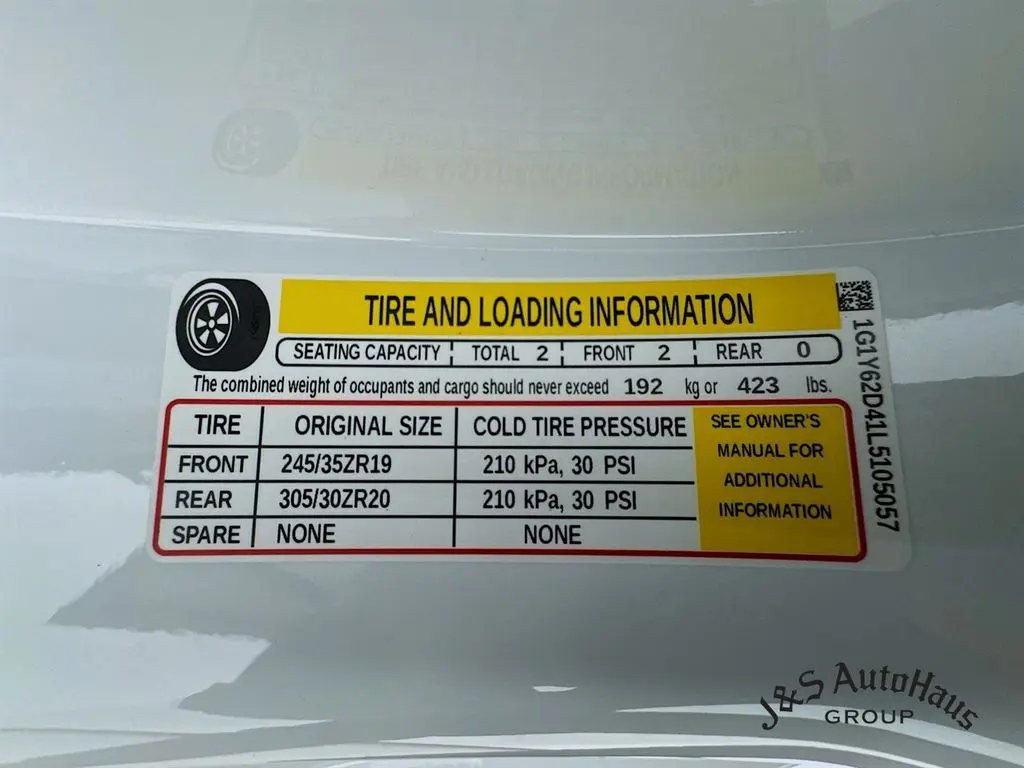 TIRE AND LOADING INFORMATION
SEATING CAPACITY TOTAL 2 FRONT 2 REAR 0
The combined weight of occupants and cargo should never exceed 192 kg or 423 lbs.
TIRE ORIGINAL SIZE COLD TIRE PRESSURE
FRONT 245/35ZR19 210 kPa, 30 PSI
REAR 305/30ZR20 210 kPa, 30 PSI
SPARE NONE NONE
SEE OWNER'S
MANUAL FOR
ADDITIONAL
INFORMATION
1G1Y62D41L5105057
J&S AutoHaus
GROUP